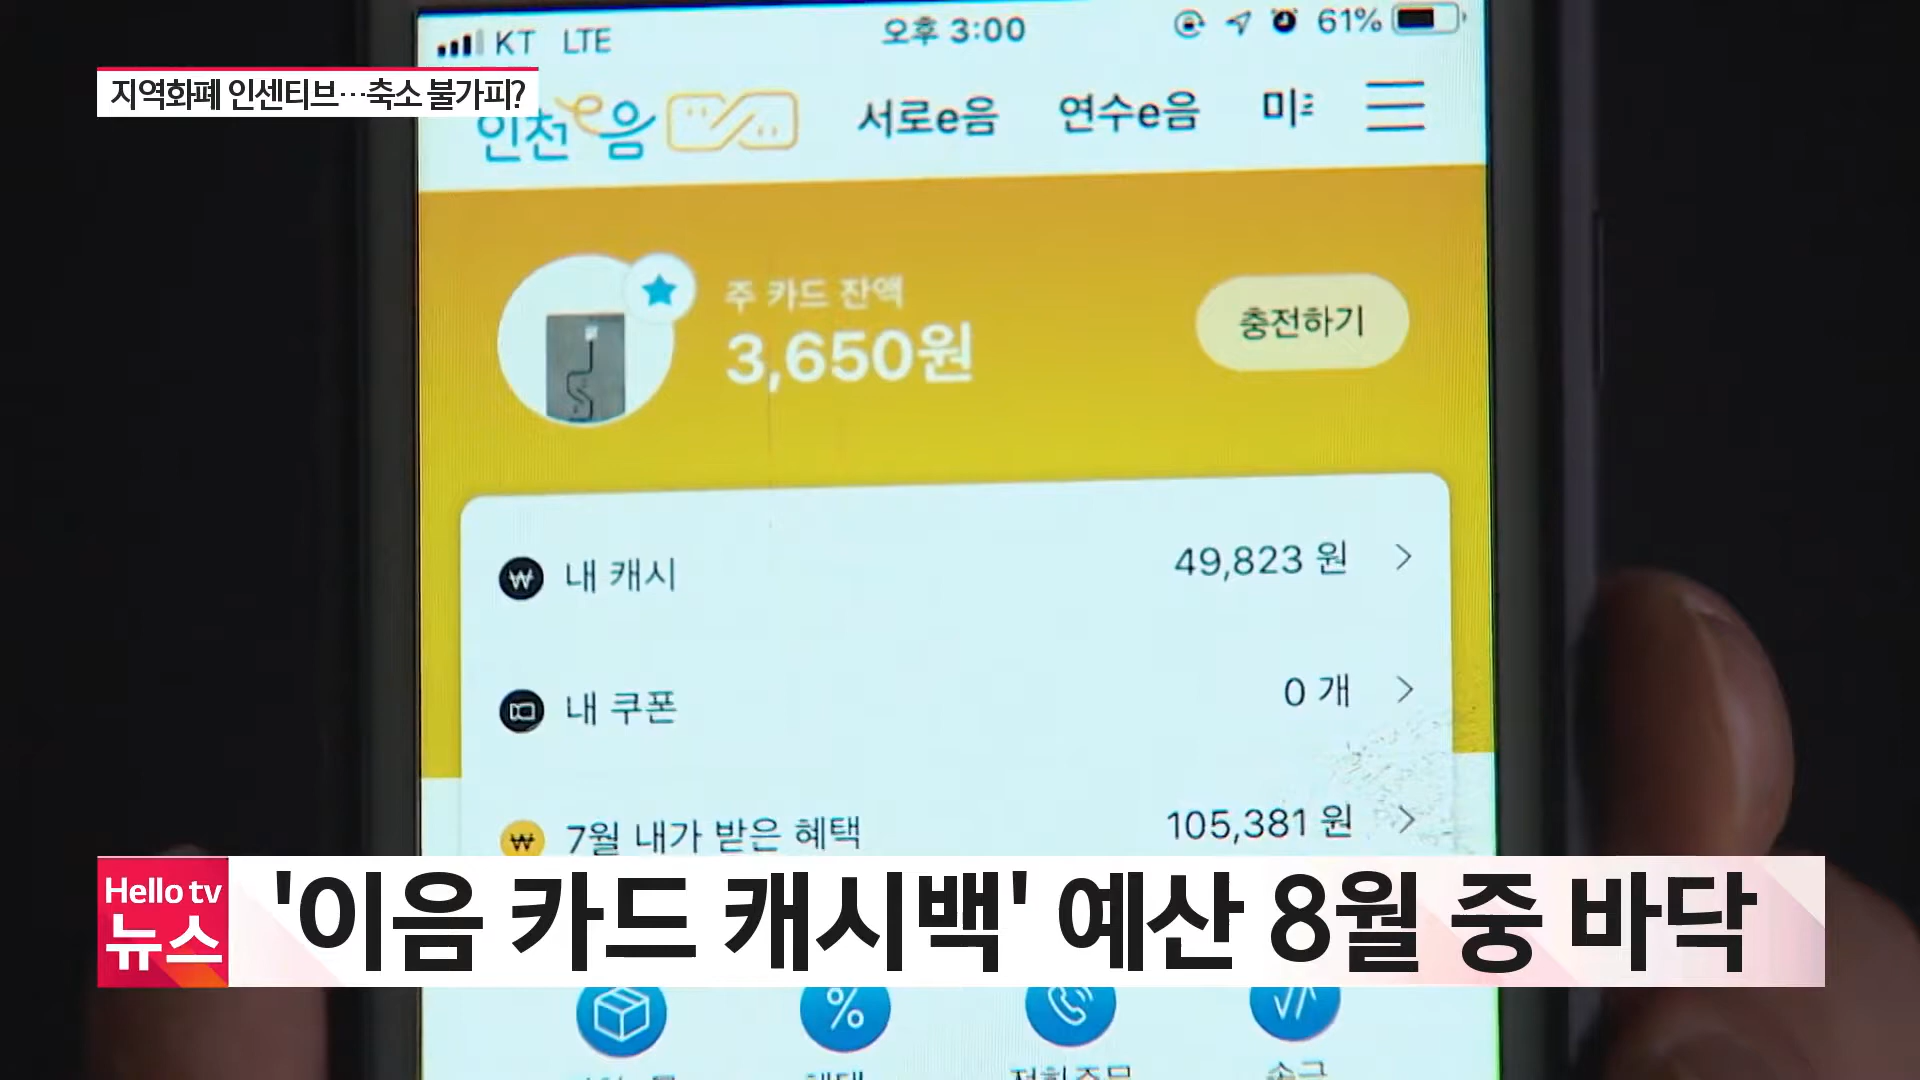 KT LTE 오후 3:00 61%
지역화폐 인센티브…축소 불가피?
인천e음 서로e음 연수e음
주 카드 잔액
3,650원
충전하기
내 캐시 49,823 원
내 쿠폰 0 개
7월 내가 받은 혜택 105,381 원
Hello tv
뉴스
'이음 카드 캐시백' 예산 8월 중 바닥